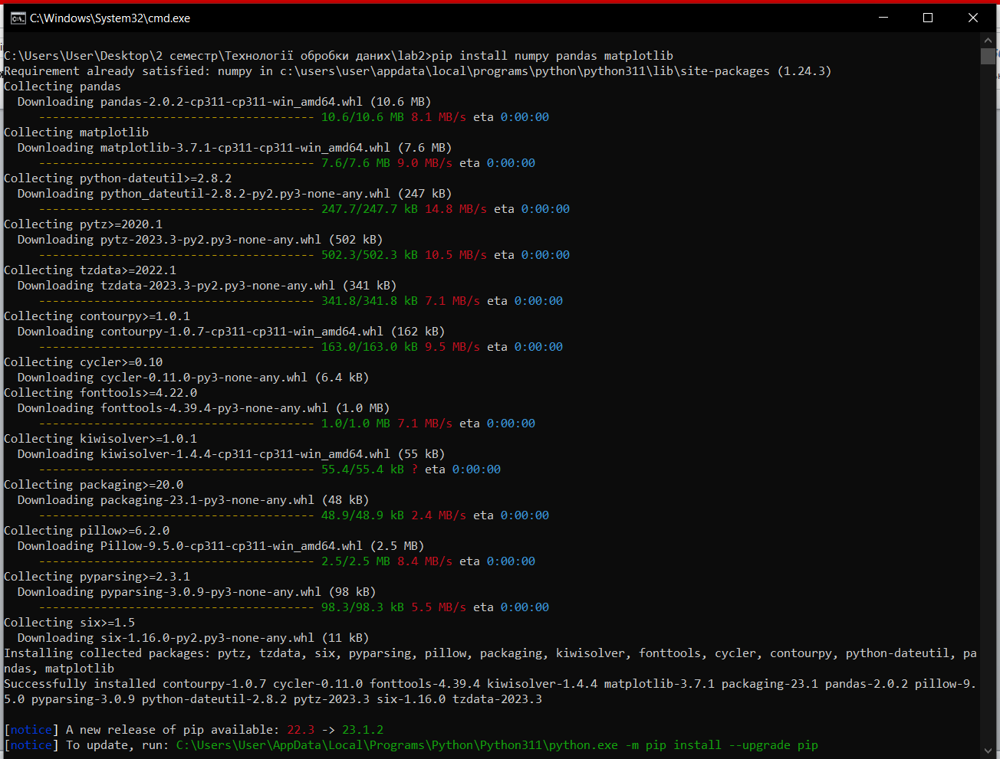 C:\Windows\System32\cmd.exe
C:\Users\User\Desktop\2 семестр\Технології обробки даних\lab2>pip install numpy pandas matplotlib
Requirement already satisfied: numpy in c:\users\user\appdata\local\programs\python\python311\lib\site-packages (1.24.3)
Collecting pandas
  Downloading pandas-2.0.2-cp311-cp311-win_amd64.whl (10.6 MB)
     ---------------------------------------- 10.6/10.6 MB 8.1 MB/s eta 0:00:00
Collecting matplotlib
  Downloading matplotlib-3.7.1-cp311-cp311-win_amd64.whl (7.6 MB)
     ---------------------------------------- 7.6/7.6 MB 9.0 MB/s eta 0:00:00
Collecting python-dateutil>=2.8.2
  Downloading python_dateutil-2.8.2-py2.py3-none-any.whl (247 kB)
     ---------------------------------------- 247.7/247.7 kB 14.8 MB/s eta 0:00:00
Collecting pytz>=2020.1
  Downloading pytz-2023.3-py2.py3-none-any.whl (502 kB)
     ---------------------------------------- 502.3/502.3 kB 10.5 MB/s eta 0:00:00
Collecting tzdata>=2022.1
  Downloading tzdata-2023.3-py2.py3-none-any.whl (341 kB)
     ---------------------------------------- 341.8/341.8 kB 7.1 MB/s eta 0:00:00
Collecting contourpy>=1.0.1
  Downloading contourpy-1.0.7-cp311-cp311-win_amd64.whl (162 kB)
     ---------------------------------------- 163.0/163.0 kB 9.5 MB/s eta 0:00:00
Collecting cycler>=0.10
  Downloading cycler-0.11.0-py3-none-any.whl (6.4 kB)
Collecting fonttools>=4.22.0
  Downloading fonttools-4.39.4-py3-none-any.whl (1.0 MB)
     ---------------------------------------- 1.0/1.0 MB 7.1 MB/s eta 0:00:00
Collecting kiwisolver>=1.0.1
  Downloading kiwisolver-1.4.4-cp311-cp311-win_amd64.whl (55 kB)
     ---------------------------------------- 55.4/55.4 kB ? eta 0:00:00
Collecting packaging>=20.0
  Downloading packaging-23.1-py3-none-any.whl (48 kB)
     ---------------------------------------- 48.9/48.9 kB 2.4 MB/s eta 0:00:00
Collecting pillow>=6.2.0
  Downloading Pillow-9.5.0-cp311-cp311-win_amd64.whl (2.5 MB)
     ---------------------------------------- 2.5/2.5 MB 8.4 MB/s eta 0:00:00
Collecting pyparsing>=2.3.1
  Downloading pyparsing-3.0.9-py3-none-any.whl (98 kB)
     ---------------------------------------- 98.3/98.3 kB 5.5 MB/s eta 0:00:00
Collecting six>=1.5
  Downloading six-1.16.0-py2.py3-none-any.whl (11 kB)
Installing collected packages: pytz, tzdata, six, pyparsing, pillow, packaging, kiwisolver, fonttools, cycler, contourpy, python-dateutil, pa
ndas, matplotlib
Successfully installed contourpy-1.0.7 cycler-0.11.0 fonttools-4.39.4 kiwisolver-1.4.4 matplotlib-3.7.1 packaging-23.1 pandas-2.0.2 pillow-9.
5.0 pyparsing-3.0.9 python-dateutil-2.8.2 pytz-2023.3 six-1.16.0 tzdata-2023.3
[notice] A new release of pip available: 22.3 -> 23.1.2
[notice] To update, run: C:\Users\User\AppData\Local\Programs\Python\Python311\python.exe -m pip install --upgrade pip